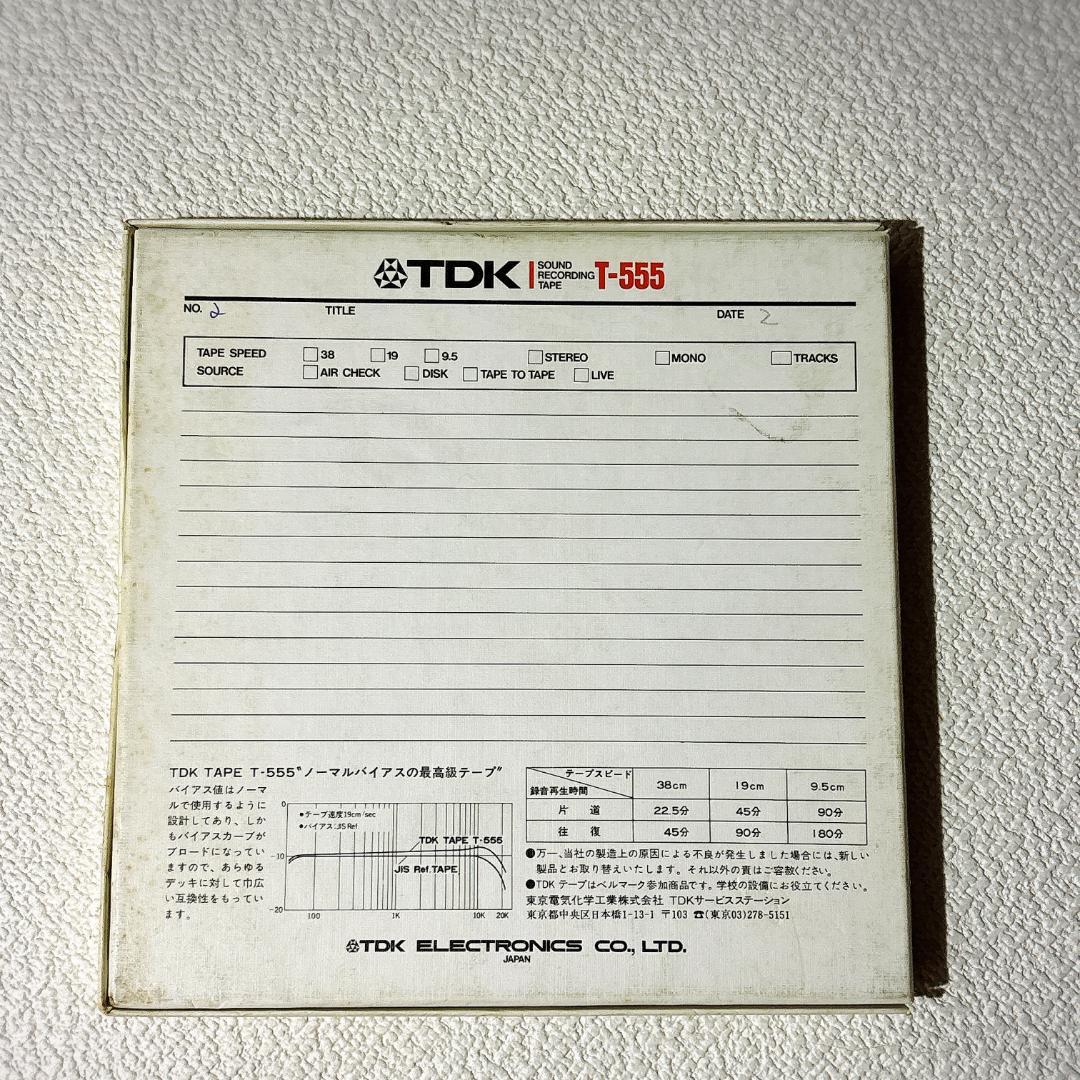 TDK SOUND RECORDING TAPE T-555
NO. 2 TITLE DATE 2
TAPE SPEED 38 19 9.5 STEREO MONO TRACKS
SOURCE AIR CHECK DISK TAPE TO TAPE LIVE
TDK TAPE T-555〝ノーマルバイアスの最高級テープ〞
バイアス値はノーマ
ルで使用するように
設計してあり、しか
もバイアスカーブが
ブロードになってい
ますので、あらゆる
デッキに対して巾広
い互換性をもってい
ます。
0
●テープ速度19cm/sec
●バイアス:JIS Ref.
TDK TAPE T-555
-10
JIS Ref. TAPE
-20
100 1K 10K 20K
テープスピード
録音再生時間 38cm 19cm 9.5cm
片 道 22.5分 45分 90分
往 復 45分 90分 180分
●万一、当社の製造上の原因による不良が発生しました場合には、新しい
製品とお取り替えいたします。それ以外の責はご容赦ください。
●TDKテープはベルマーク参加商品です。学校の設備にお役立てください。
東京電気化学工業株式会社 TDKサービスステーション
東京都中央区日本橋1-13-1 〒103 ☎(東京03)278-5151
TDK ELECTRONICS CO., LTD.
JAPAN